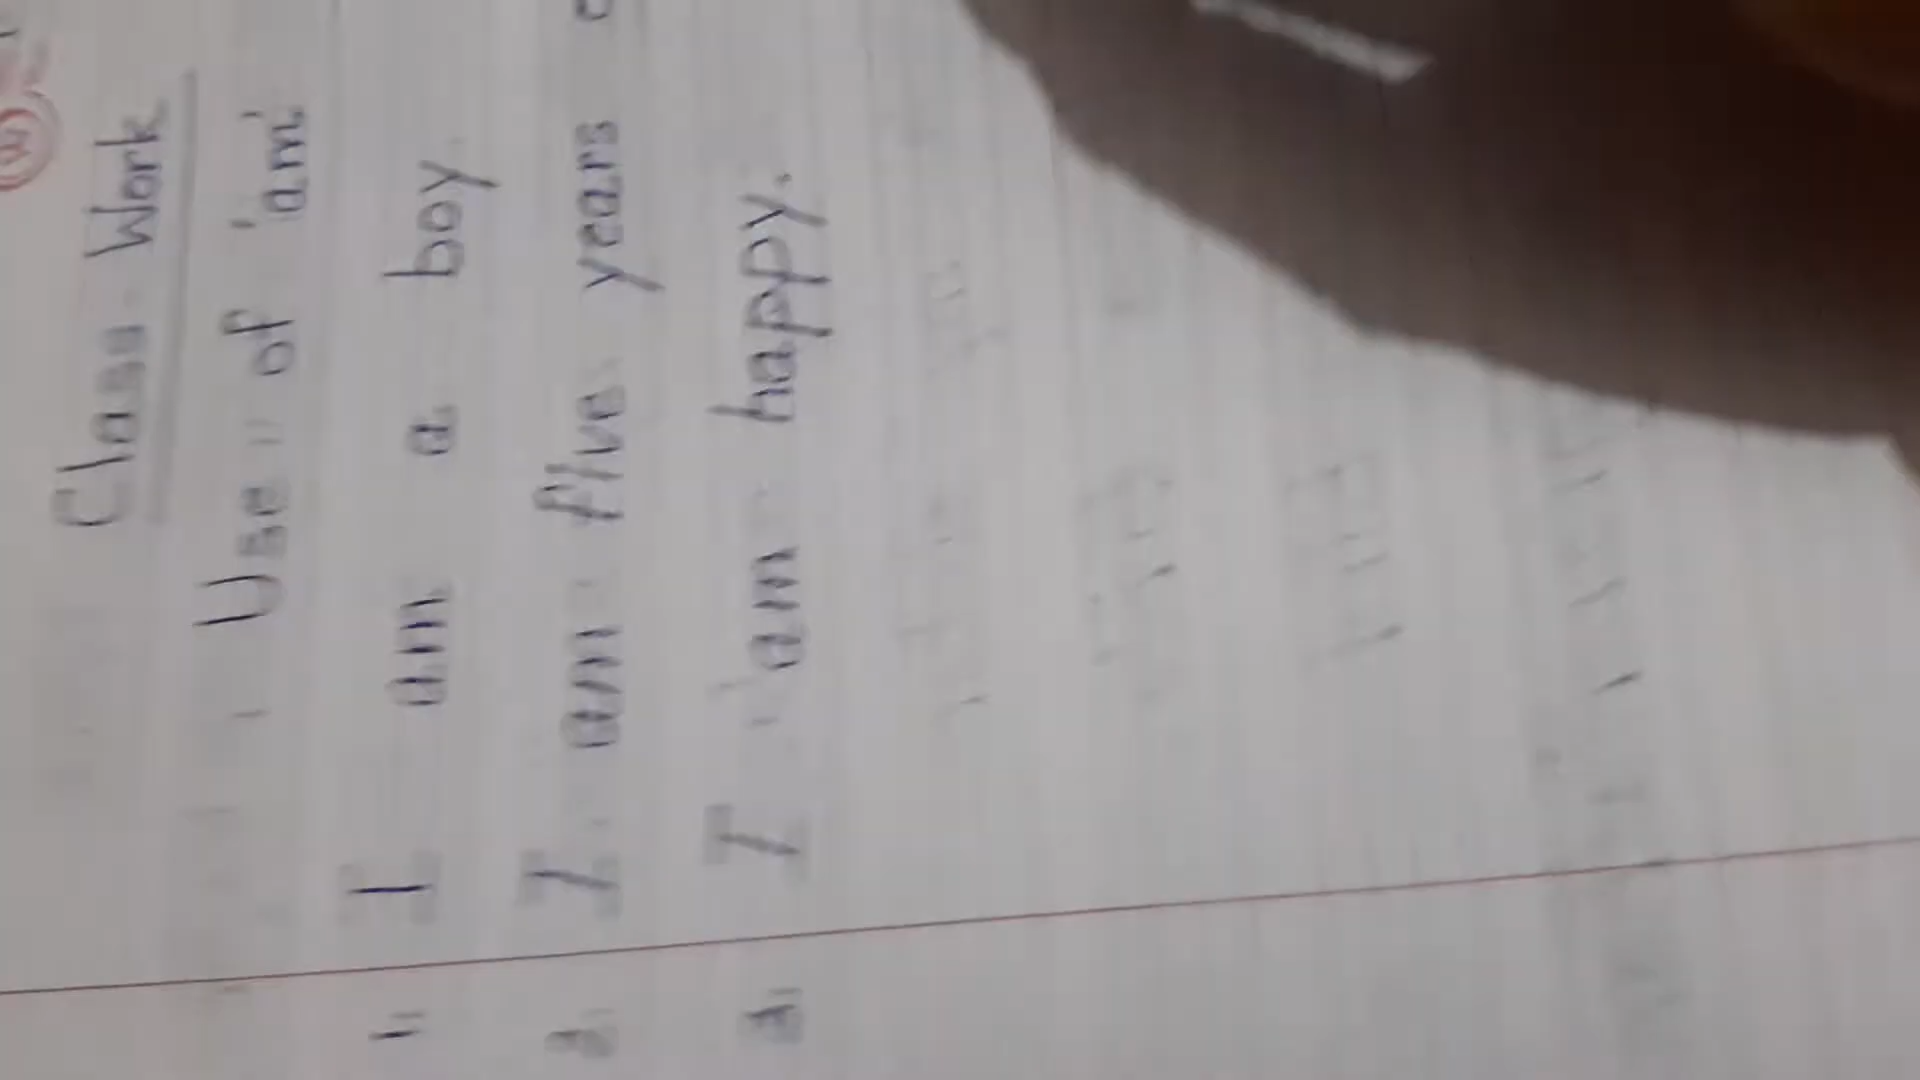 Class Work
Use of 'am'
1. I am a boy.
2. I am five years
3. I am happy.